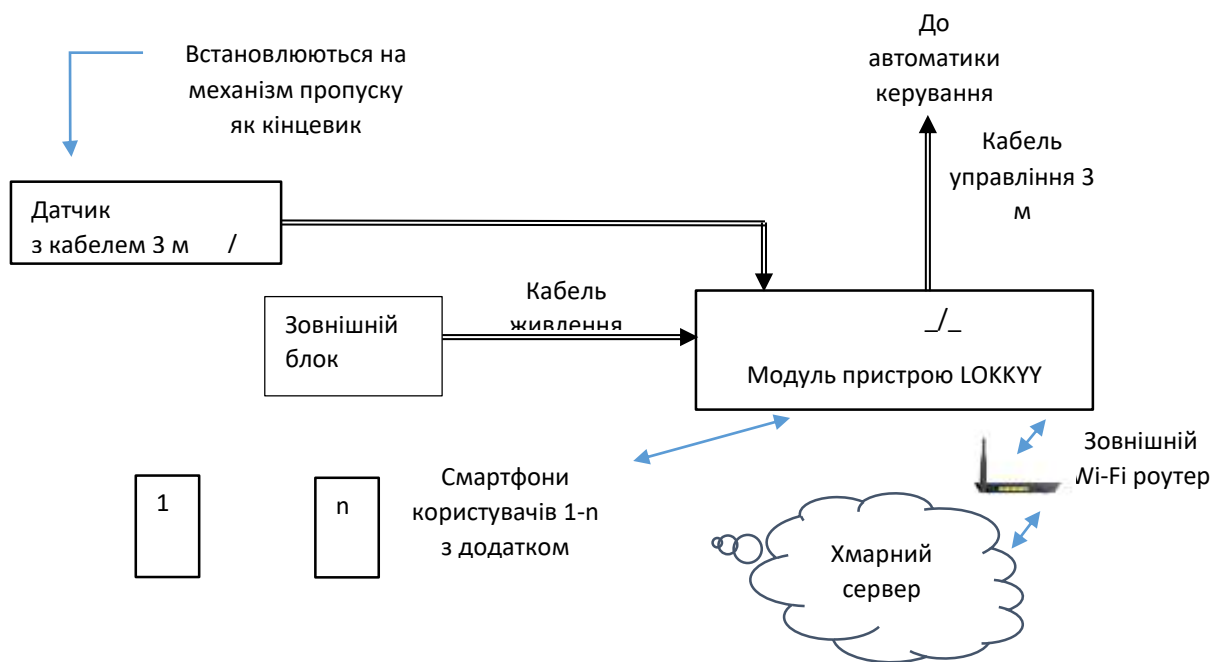 Встановлюються на
механізм пропуску
як кінцевик
До
автоматики
керування
Кабель
управління 3
м
Датчик
з кабелем 3 м /
Кабель
живлення
Зовнішній
блок
_/_
Модуль пристрою LOKKYY
Зовнішній
Wi-Fi роутер
1
n
Смартфони
користувачів 1-n
з додатком
Хмарний
сервер